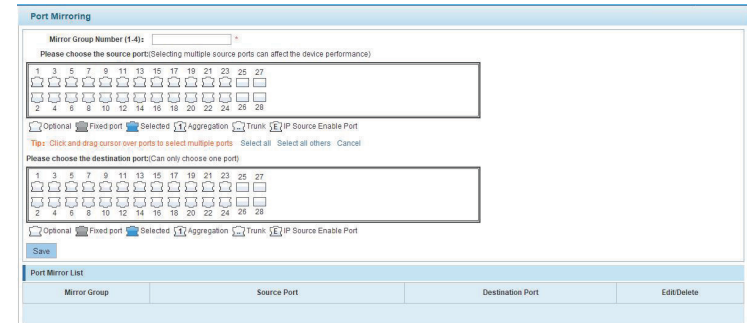 Port Mirroring
Mirror Group Number (1-4): *
Please choose the source port:(Selecting multiple source ports can affect the device performance)
1 3 5 7 9 11 13 15 17 19 21 23 25 27
2 4 6 8 10 12 14 16 18 20 22 24 26 28
Optional Fixed port Selected 1 Aggregation ... Trunk E IP Source Enable Port
Tip: Click and drag cursor over ports to select multiple ports Select all Select all others Cancel
Please choose the destination port:(Can only choose one port)
1 3 5 7 9 11 13 15 17 19 21 23 25 27
2 4 6 8 10 12 14 16 18 20 22 24 26 28
Optional Fixed port Selected 1 Aggregation ... Trunk E IP Source Enable Port
Save
Port Mirror List
Mirror Group Source Port Destination Port Edit/Delete